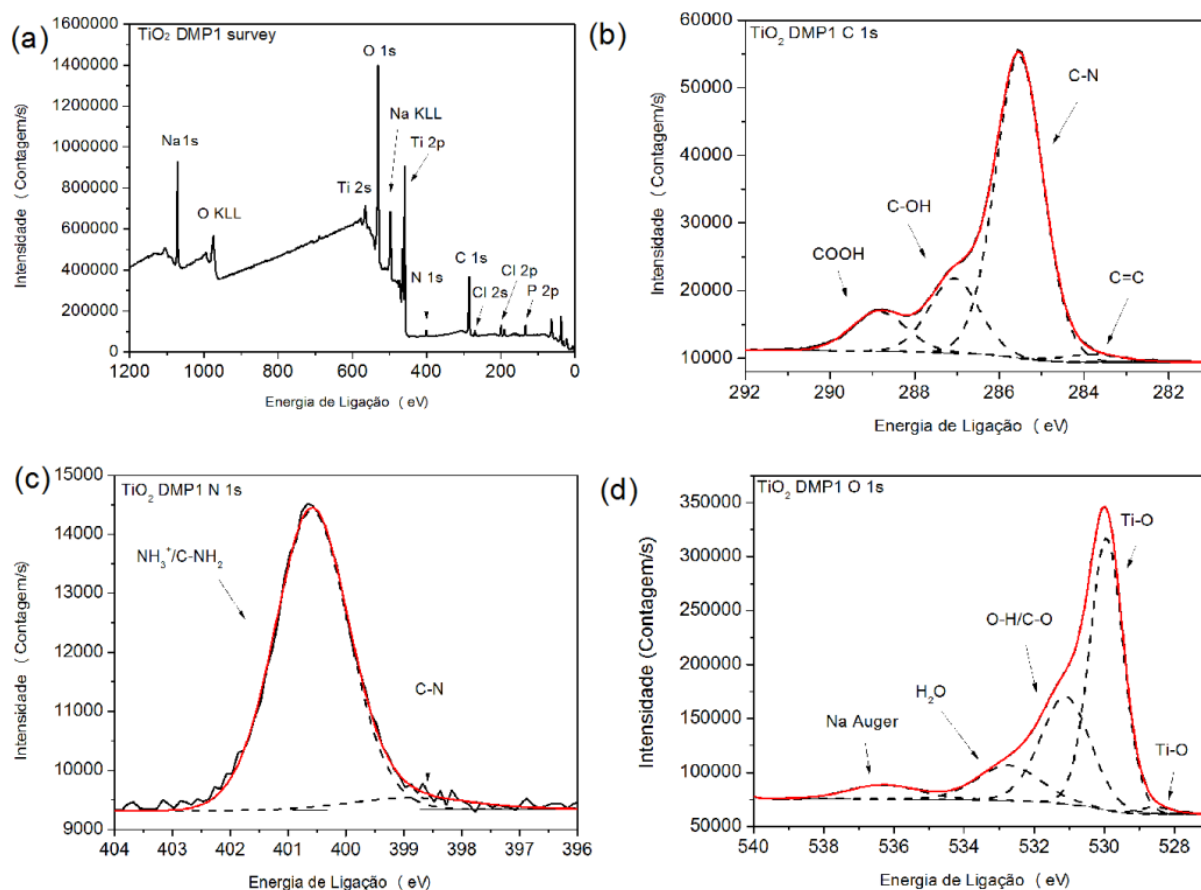 (a)
TiO₂ DMP1 survey
1600000
1400000
1200000
1000000
800000
600000
400000
200000
0
Intensidade (Contagem/s)
Na1s
O KLL
Ti 2s
O 1s
Na KLL
Ti 2p
N 1s
C 1s
Cl 2s
Cl 2p
P 2p
1200 1000 800 600 400 200 0
Energia de Ligação (eV)
(b)
TiO₂ DMP1 C 1s
60000
50000
40000
30000
20000
10000
Intensidade (Contagem/s)
C-N
C-OH
COOH
C=C
292 290 288 286 284 282
Energia de Ligação (eV)
(c)
TiO₂ DMP1 N 1s
15000
14000
13000
12000
11000
10000
9000
Intensidade (Contagem/s)
NH₃⁺/C-NH₂
C-N
404 403 402 401 400 399 398 397 396
Energia de Ligação (eV)
(d)
TiO₂ DMP1 O 1s
350000
300000
250000
200000
150000
100000
50000
Intensidade (Contagem/s)
Ti-O
O-H/C-O
H₂O
Na Auger
Ti-O
540 538 536 534 532 530 528
Energia de Ligação (eV)